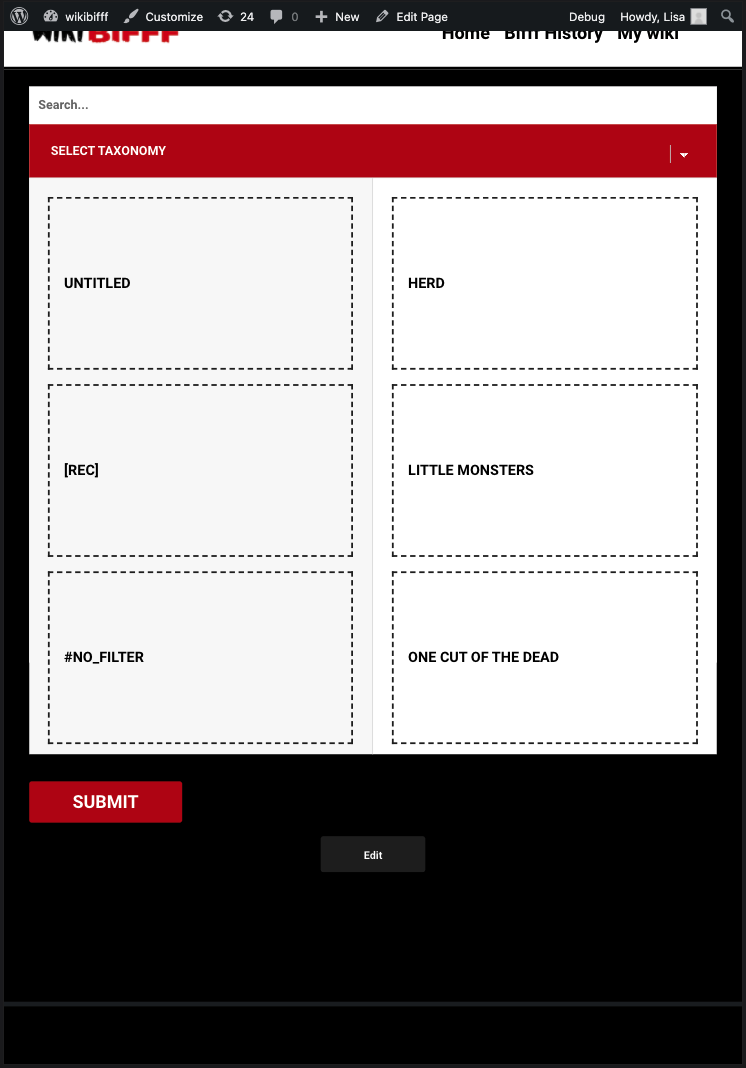 wikibifff Customize 24 0 New Edit Page Debug Howdy, Lisa
WIKIBIFFF Home Bifff History My wiki
Search...
SELECT TAXONOMY
UNTITLED HERD
[REC] LITTLE MONSTERS
#NO_FILTER ONE CUT OF THE DEAD
SUBMIT
Edit